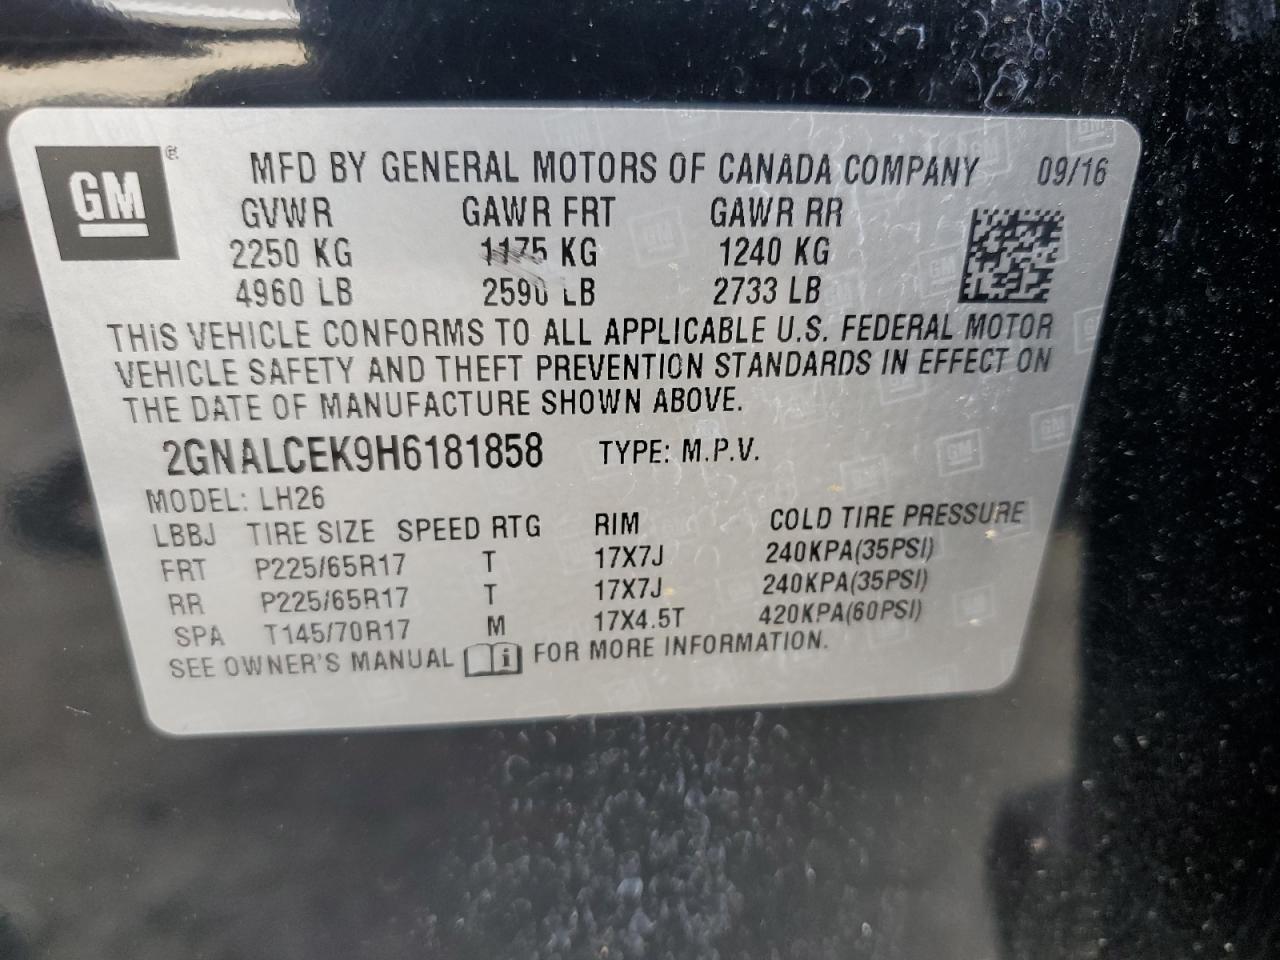 GM ® MFD BY GENERAL MOTORS OF CANADA COMPANY 09/16
GVWR GAWR FRT GAWR RR
2250 KG 1175 KG 1240 KG
4960 LB 2590 LB 2733 LB
THIS VEHICLE CONFORMS TO ALL APPLICABLE U.S. FEDERAL MOTOR
VEHICLE SAFETY AND THEFT PREVENTION STANDARDS IN EFFECT ON
THE DATE OF MANUFACTURE SHOWN ABOVE.
2GNALCEK9H6181858 TYPE: M.P.V.
MODEL: LH26
LBBJ TIRE SIZE SPEED RTG RIM COLD TIRE PRESSURE
FRT P225/65R17 T 17X7J 240KPA(35PSI)
RR P225/65R17 T 17X7J 240KPA(35PSI)
SPA T145/70R17 M 17X4.5T 420KPA(60PSI)
SEE OWNER'S MANUAL i FOR MORE INFORMATION.